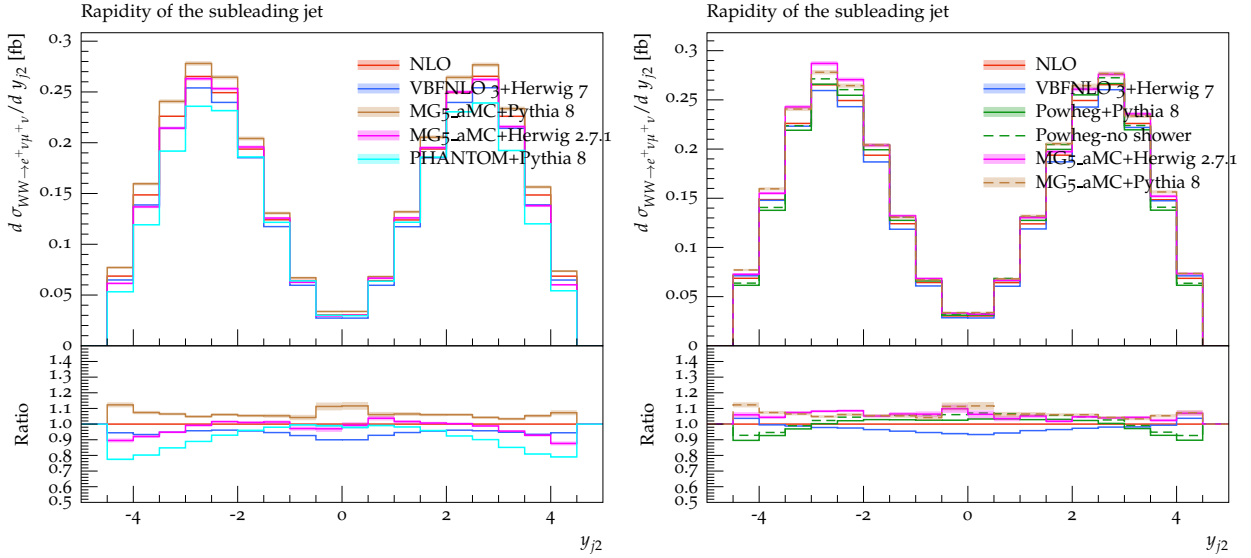 Rapidity of the subleading jet
NLO
VBFNLO 3+Herwig 7
MG5_aMC+Pythia 8
MG5_aMC+Herwig 2.7.1
PHANTOM+Pythia 8
0
0.05
0.1
0.15
0.2
0.25
0.3
d σ_{WW→e⁺νμ⁺ν}/d y_{j2} [fb]
-4 -2 0 2 4
0.5
0.6
0.7
0.8
0.9
1.0
1.1
1.2
1.3
1.4
y_{j2}
Ratio
Rapidity of the subleading jet
NLO
VBFNLO 3+Herwig 7
Powheg+Pythia 8
Powheg-no shower
MG5_aMC+Herwig 2.7.1
MG5_aMC+Pythia 8
0
0.05
0.1
0.15
0.2
0.25
0.3
d σ_{WW→e⁺νμ⁺ν}/d y_{j2} [fb]
-4 -2 0 2 4
0.5
0.6
0.7
0.8
0.9
1.0
1.1
1.2
1.3
1.4
y_{j2}
Ratio